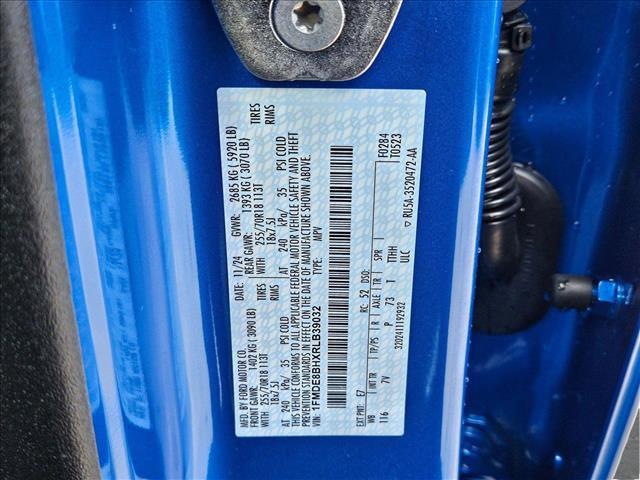 MFD. BY FORD MOTOR CO.
DATE: 11/24 GVWR: 2685 KG ( 5920 LB)
FRONT GAWR: 1402 KG (3090 LB) REAR GAWR: 1393 KG ( 3070 LB)
WITH 255/70R18 113T TIRES WITH 255/70R18 113T TIRES
18x7.5J RIMS 18x7.5J RIMS
AT 240 kPa/ 35 PSI COLD AT 240 kPa/ 35 PSI COLD
THIS VEHICLE CONFORMS TO ALL APPLICABLE FEDERAL MOTOR VEHICLE SAFETY AND THEFT
PREVENTION STANDARDS IN EFFECT ON THE DATE OF MANUFACTURE SHOWN ABOVE.
VIN: 1FMDE8BHXRLB39032
TYPE: MPV
F0284
T0523
EXT PNT: E7 RC: 52 DSO:
WB INT TR TP/PS R AXLE TR SPR
116 7V P 73 T TTHH
3202411192932 ULC
▽ RU5A-3520472-AA